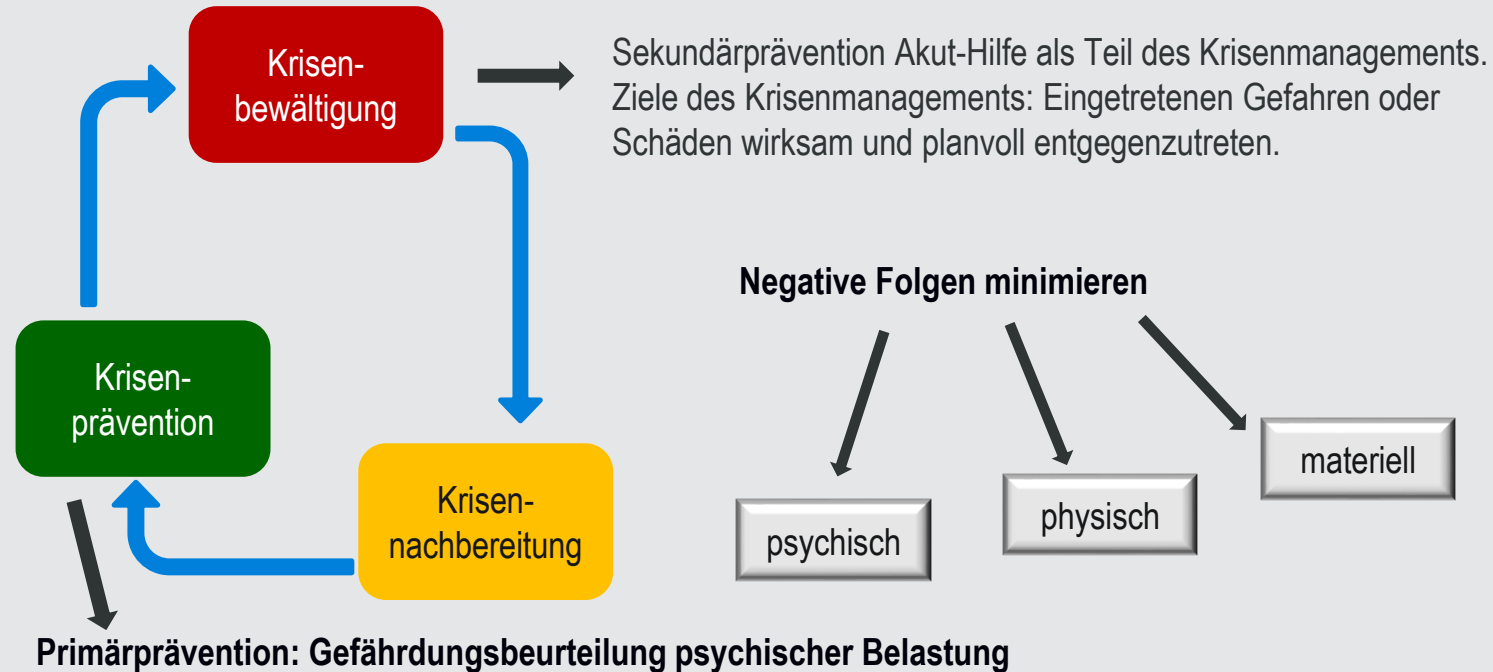 Krisen-
bewältigung
Sekundärprävention Akut-Hilfe als Teil des Krisenmanagements.
Ziele des Krisenmanagements: Eingetretenen Gefahren oder
Schäden wirksam und planvoll entgegenzutreten.
Negative Folgen minimieren
Krisen-
prävention
materiell
Krisen-
nachbereitung
physisch
psychisch
Primärprävention: Gefährdungsbeurteilung psychischer Belastung